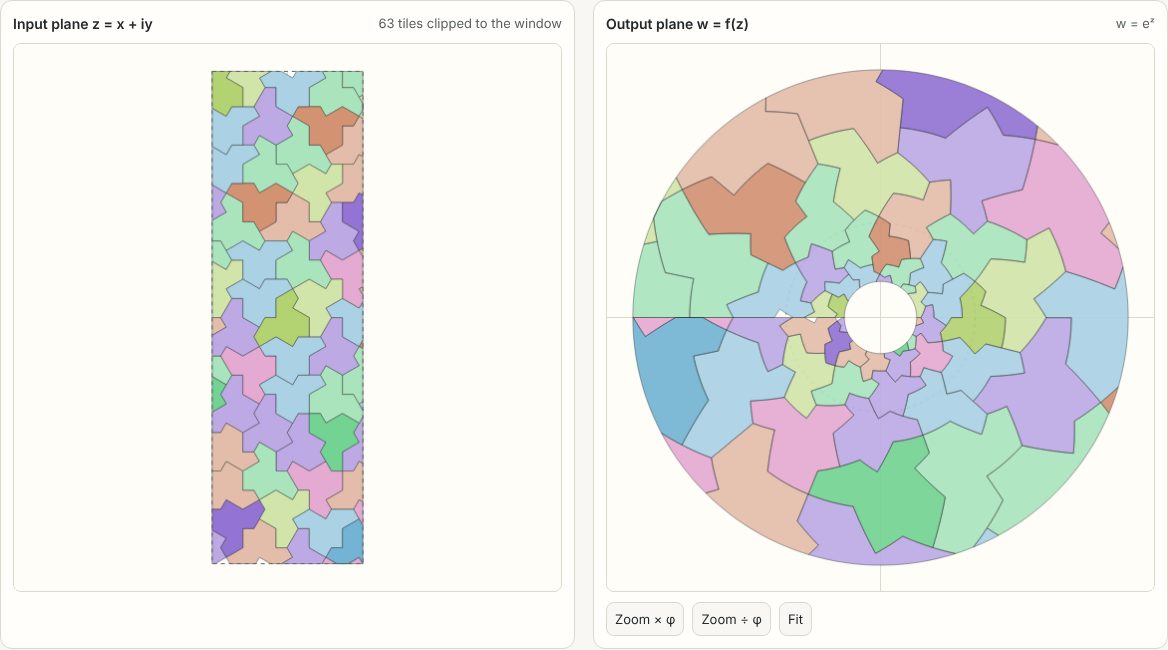 Input plane z = x + iy
63 tiles clipped to the window
Output plane w = f(z)
w = eᶻ
Zoom × φ
Zoom ÷ φ
Fit